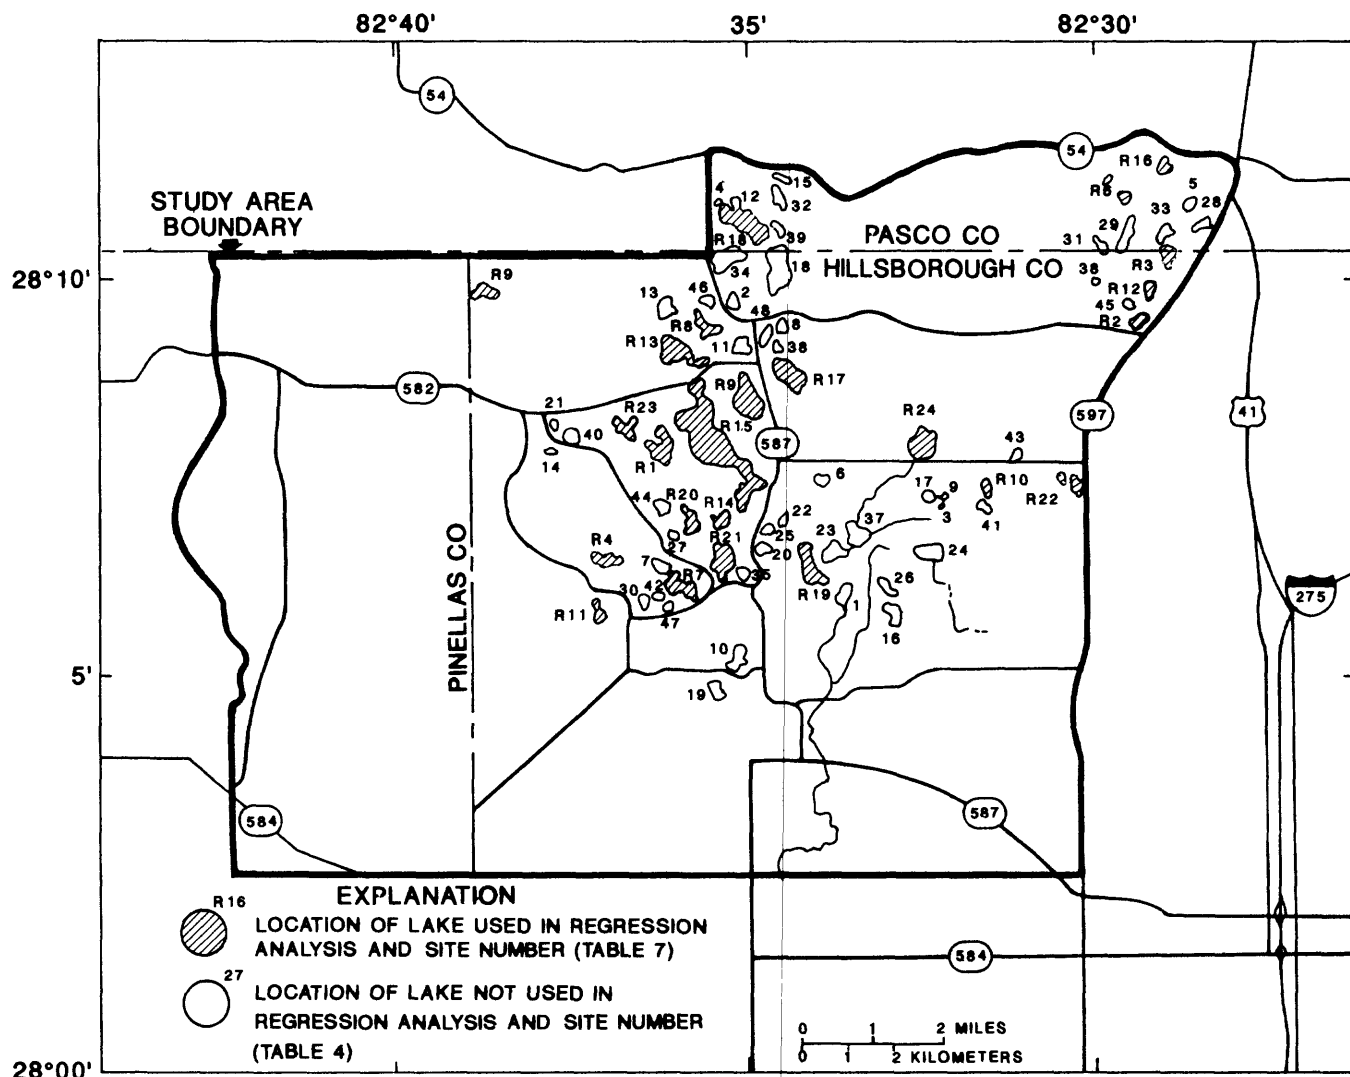 82°40'
35'
82°30'
54
54
R16
15
4
12
R6
5
32
29
33
28
STUDY AREA
BOUNDARY
39
PASCO CO
R18
31
HILLSBOROUGH CO
34
18
R3
28°10'
R9
38
R12
46
2
13
45
48
R8
8
R2
R13
11
38
R9
R17
582
21
R23
R24
597
41
40
R15
587
43
R1
14
6
17
9
R10
R22
44
R20
R14
22
37
3
41
23
25
R4
27
R21
20
24
7
R7
35
26
42
30
R19
1
275
R11
47
16
PINELLAS CO
10
5'
19
587
584
EXPLANATION
R16
LOCATION OF LAKE USED IN REGRESSION
ANALYSIS AND SITE NUMBER (TABLE 7)
27
LOCATION OF LAKE NOT USED IN
REGRESSION ANALYSIS AND SITE NUMBER
(TABLE 4)
584
0 1 2 MILES
0 1 2 KILOMETERS
28°00'